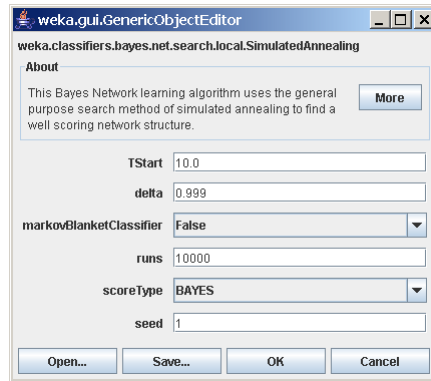 weka.gui.GenericObjectEditor
weka.classifiers.bayes.net.search.local.SimulatedAnnealing
About
This Bayes Network learning algorithm uses the general
purpose search method of simulated annealing to find a
well scoring network structure.
More
TStart 10.0
delta 0.999
markovBlanketClassifier False
runs 10000
scoreType BAYES
seed 1
Open... Save... OK Cancel